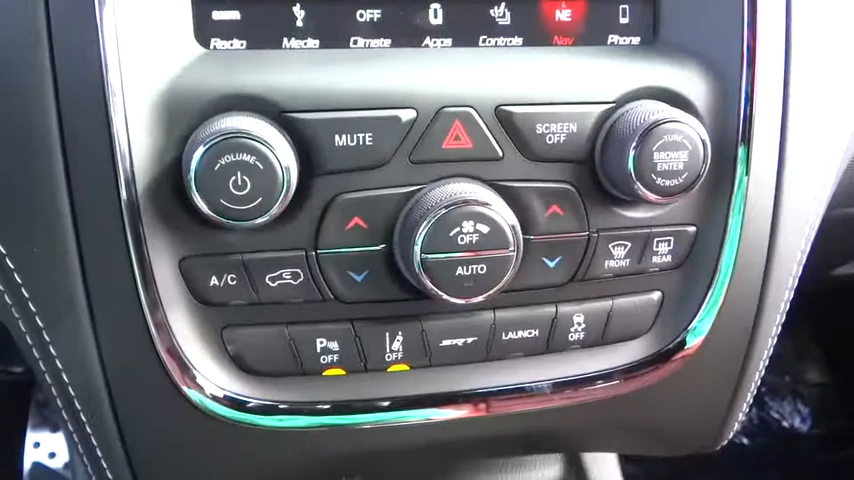 OFF
NE
Radio Media Climate Apps Controls Nav Phone
MUTE
SCREEN
OFF
VOLUME
TUNE
BROWSE
ENTER
SCROLL
OFF
AUTO
A/C
FRONT
REAR
P
OFF
OFF
SRT
LAUNCH
OFF